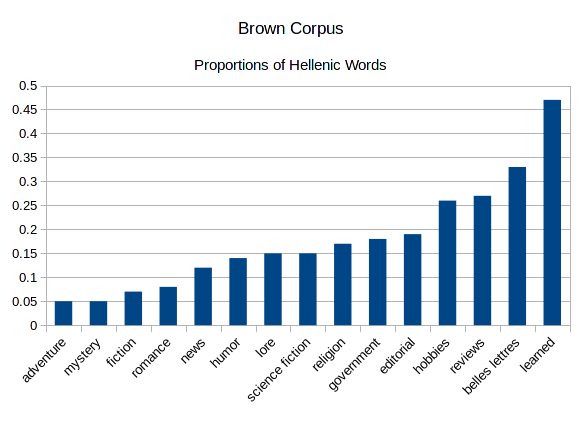 Brown Corpus
Proportions of Hellenic Words
0.5
0.45
0.4
0.35
0.3
0.25
0.2
0.15
0.1
0.05
0
adventure
mystery
fiction
romance
news
humor
lore
science fiction
religion
government
editorial
hobbies
reviews
belles lettres
learned